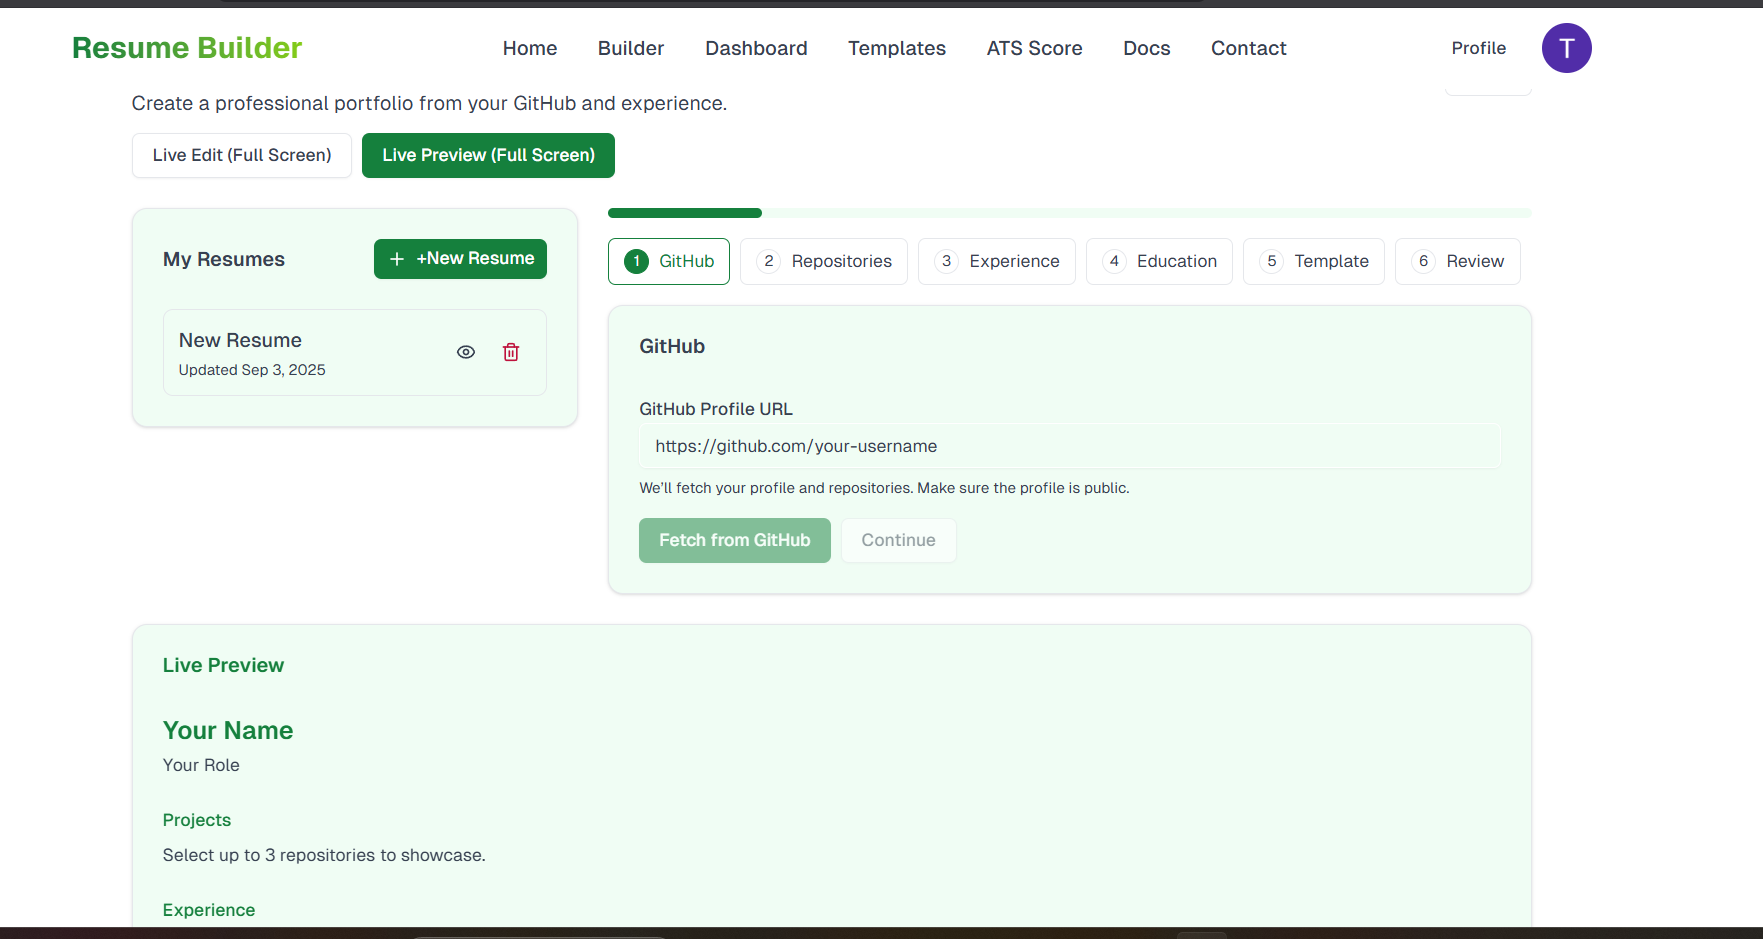 Resume Builder
Home Builder Dashboard Templates ATS Score Docs Contact
Profile T
Create a professional portfolio from your GitHub and experience.
Live Edit (Full Screen) Live Preview (Full Screen)
My Resumes
+ +New Resume
New Resume
Updated Sep 3, 2025
1 GitHub 2 Repositories 3 Experience 4 Education 5 Template 6 Review
GitHub
GitHub Profile URL
https://github.com/your-username
We'll fetch your profile and repositories. Make sure the profile is public.
Fetch from GitHub Continue
Live Preview
Your Name
Your Role
Projects
Select up to 3 repositories to showcase.
Experience